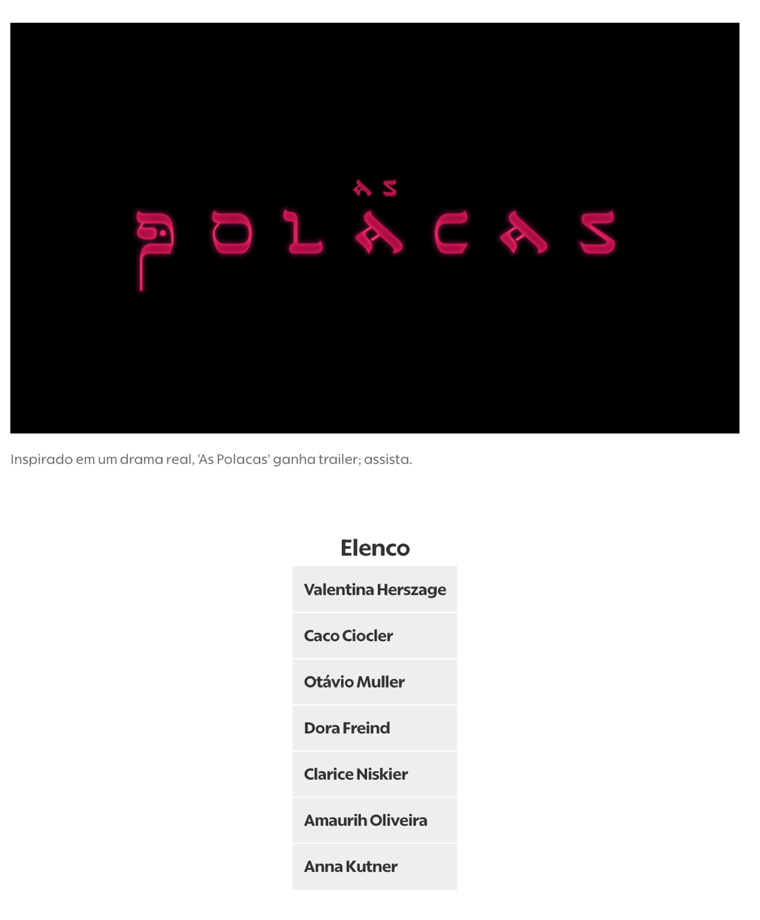 AS
POLACAS
Inspirado em um drama real, 'As Polacas' ganha trailer; assista.
Elenco
Valentina Herszage
Caco Ciocler
Otávio Muller
Dora Freind
Clarice Niskier
Amaurih Oliveira
Anna Kutner